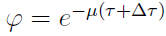 φ = e^{-μ(τ+Δτ)}